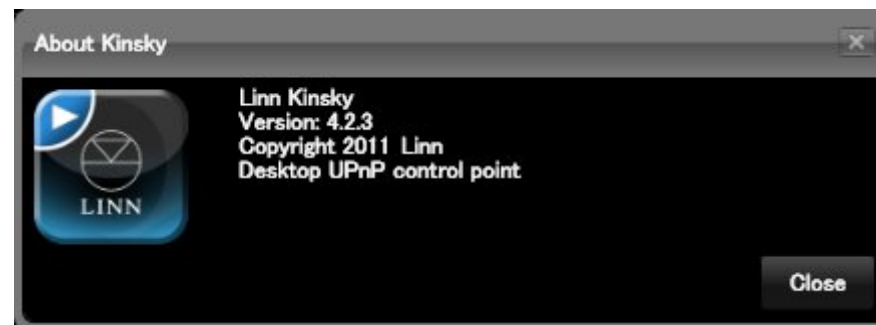 About Kinsky
Linn Kinsky
Version: 4.2.3
Copyright 2011 Linn
Desktop UPnP control point
LINN
Close